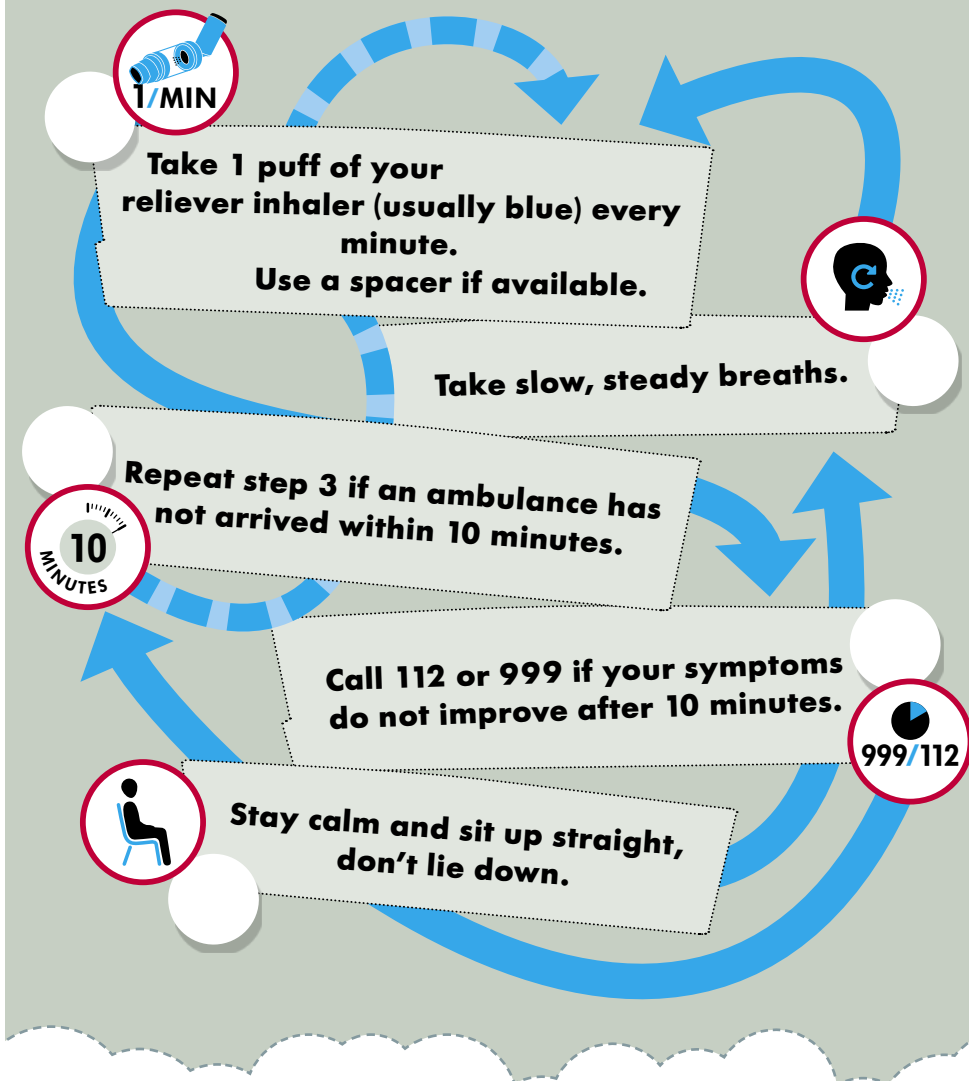 1/MIN
Take 1 puff of your
reliever inhaler (usually blue) every
minute.
Use a spacer if available.
Take slow, steady breaths.
Repeat step 3 if an ambulance has
not arrived within 10 minutes.
10
MINUTES
Call 112 or 999 if your symptoms
do not improve after 10 minutes.
999/112
Stay calm and sit up straight,
don’t lie down.